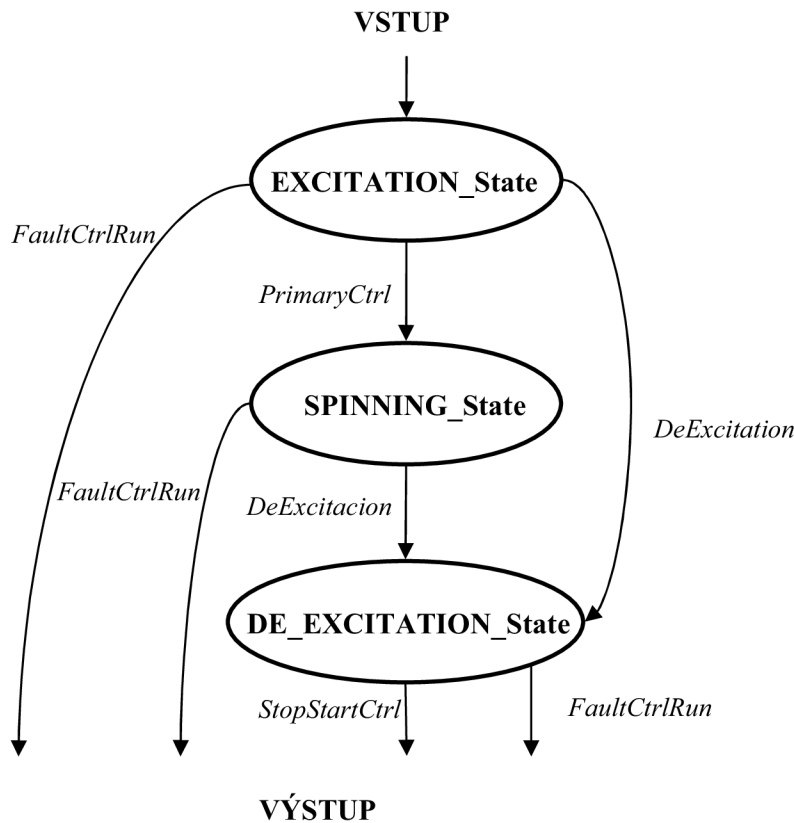 VSTUP
EXCITATION_State
FaultCtrlRun
PrimaryCtrl
SPINNING_State
DeExcitation
FaultCtrlRun
DeExcitacion
DE_EXCITATION_State
StopStartCtrl
FaultCtrlRun
VÝSTUP